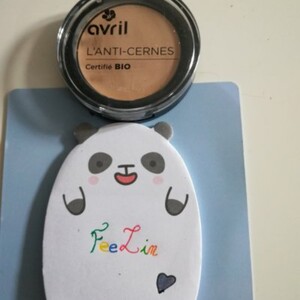 avril
L'ANTI-CERNES
Certifié BIO
FeeLin